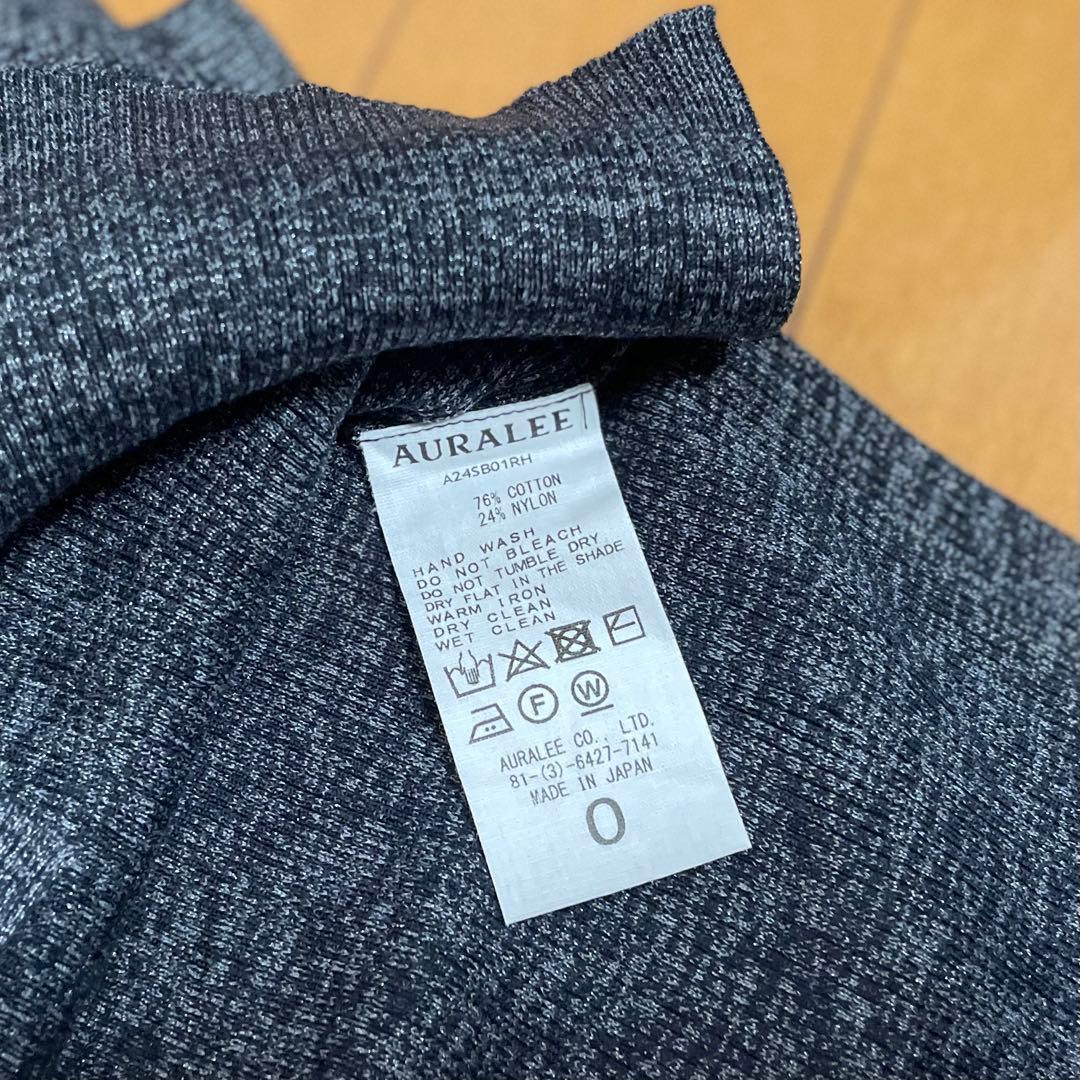 AURALEE
A24SB01RH
76% COTTON
24% NYLON
HAND WASH
DO NOT BLEACH
DO NOT TUMBLE DRY
DRY FLAT IN THE SHADE
WARM IRON
DRY CLEAN
WET CLEAN
F W
AURALEE CO., LTD.
81-(3)-6427-7141
MADE IN JAPAN
0